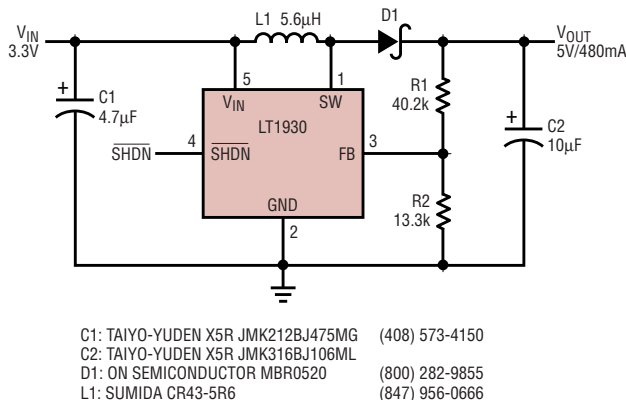 L1 5.6µH
D1
VIN
3.3V
VOUT
5V/480mA
5
1
R1
40.2k
+
C1
4.7µF
VIN
SW
LT1930
+
C2
10µF
SHDN
4
SHDN
FB
3
R2
13.3k
GND
2
C1: TAIYO-YUDEN X5R JMK212BJ475MG (408) 573-4150
C2: TAIYO-YUDEN X5R JMK316BJ106ML
D1: ON SEMICONDUCTOR MBR0520 (800) 282-9855
L1: SUMIDA CR43-5R6 (847) 956-0666